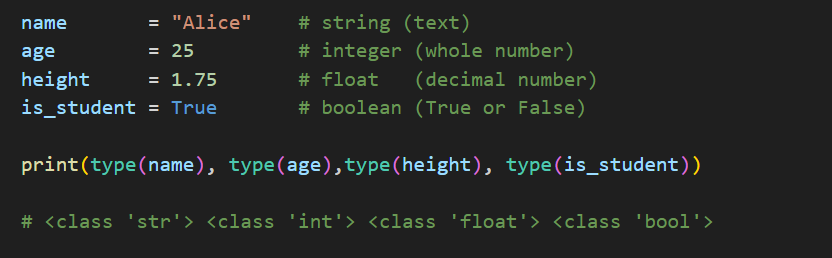 name       = "Alice"    # string (text)
age        = 25         # integer (whole number)
height     = 1.75       # float   (decimal number)
is_student = True       # boolean (True or False)
print(type(name), type(age),type(height), type(is_student))
# <class 'str'> <class 'int'> <class 'float'> <class 'bool'>